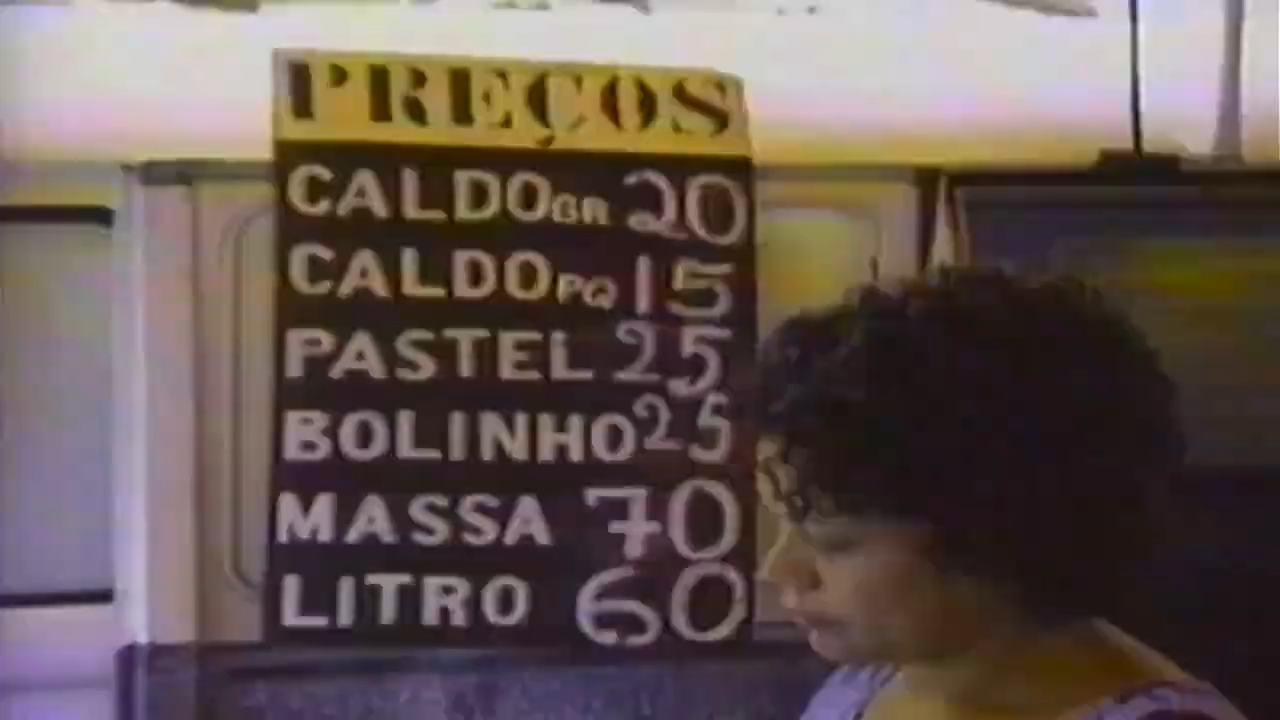 PREÇOS
CALDO GR 20
CALDO PQ 15
PASTEL 25
BOLINHO 25
MASSA 70
LITRO 60